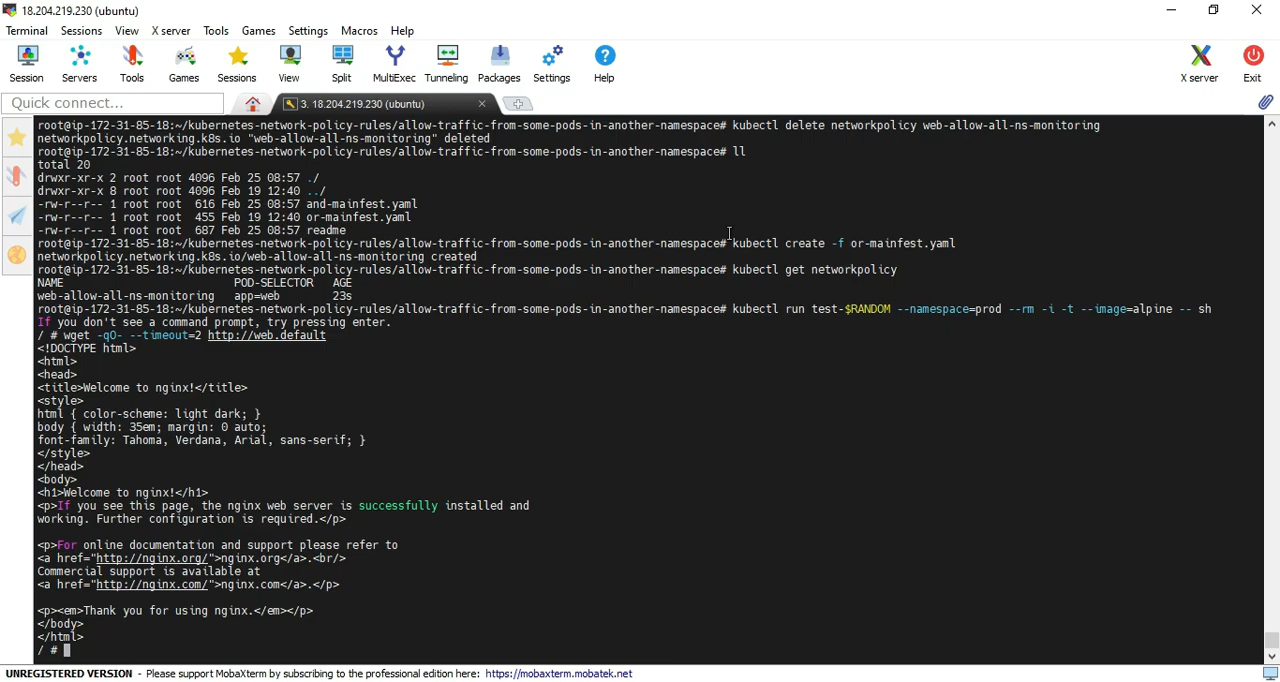 18.204.219.230 (ubuntu)
Terminal Sessions View X server Tools Games Settings Macros Help
Session Servers Tools Games Sessions View Split MultiExec Tunneling Packages Settings Help X server Exit
Quick connect... 3. 18.204.219.230 (ubuntu)
root@ip-172-31-85-18:~/kubernetes-network-policy-rules/allow-traffic-from-some-pods-in-another-namespace# kubectl delete networkpolicy web-allow-all-ns-monitoring
networkpolicy.networking.k8s.io "web-allow-all-ns-monitoring" deleted
root@ip-172-31-85-18:~/kubernetes-network-policy-rules/allow-traffic-from-some-pods-in-another-namespace# ll
total 20
drwxr-xr-x 2 root root 4096 Feb 25 08:57 ./
drwxr-xr-x 8 root root 4096 Feb 19 12:40 ../
-rw-r--r-- 1 root root  616 Feb 25 08:57 and-mainfest.yaml
-rw-r--r-- 1 root root  455 Feb 19 12:40 or-mainfest.yaml
-rw-r--r-- 1 root root  687 Feb 25 08:57 readme
root@ip-172-31-85-18:~/kubernetes-network-policy-rules/allow-traffic-from-some-pods-in-another-namespace# kubectl create -f or-mainfest.yaml
networkpolicy.networking.k8s.io/web-allow-all-ns-monitoring created
root@ip-172-31-85-18:~/kubernetes-network-policy-rules/allow-traffic-from-some-pods-in-another-namespace# kubectl get networkpolicy
NAME                          POD-SELECTOR   AGE
web-allow-all-ns-monitoring   app=web        23s
root@ip-172-31-85-18:~/kubernetes-network-policy-rules/allow-traffic-from-some-pods-in-another-namespace# kubectl run test-$RANDOM --namespace=prod --rm -i -t --image=alpine -- sh
If you don't see a command prompt, try pressing enter.
/ # wget -qO- --timeout=2 http://web.default
<!DOCTYPE html>
<html>
<head>
<title>Welcome to nginx!</title>
<style>
html { color-scheme: light dark; }
body { width: 35em; margin: 0 auto;
font-family: Tahoma, Verdana, Arial, sans-serif; }
</style>
</head>
<body>
<h1>Welcome to nginx!</h1>
<p>If you see this page, the nginx web server is successfully installed and
working. Further configuration is required.</p>

<p>For online documentation and support please refer to
<a href="http://nginx.org/">nginx.org</a>.<br/>
Commercial support is available at
<a href="http://nginx.com/">nginx.com</a>.</p>

<p><em>Thank you for using nginx.</em></p>
</body>
</html>
/ #
UNREGISTERED VERSION - Please support MobaXterm by subscribing to the professional edition here: https://mobaxterm.mobatek.net